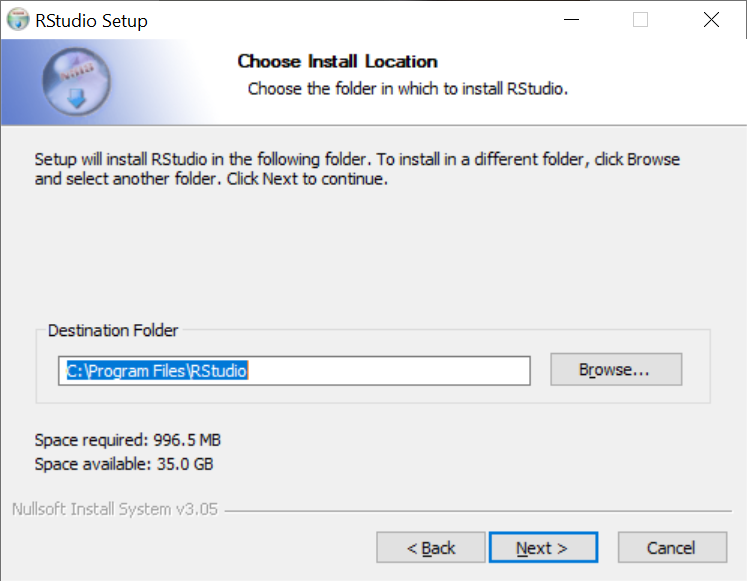 RStudio Setup
Choose Install Location
Choose the folder in which to install RStudio.
Setup will install RStudio in the following folder. To install in a different folder, click Browse
and select another folder. Click Next to continue.
Destination Folder
C:\Program Files\RStudio
Browse...
Space required: 996.5 MB
Space available: 35.0 GB
Nullsoft Install System v3.05
< Back
Next >
Cancel